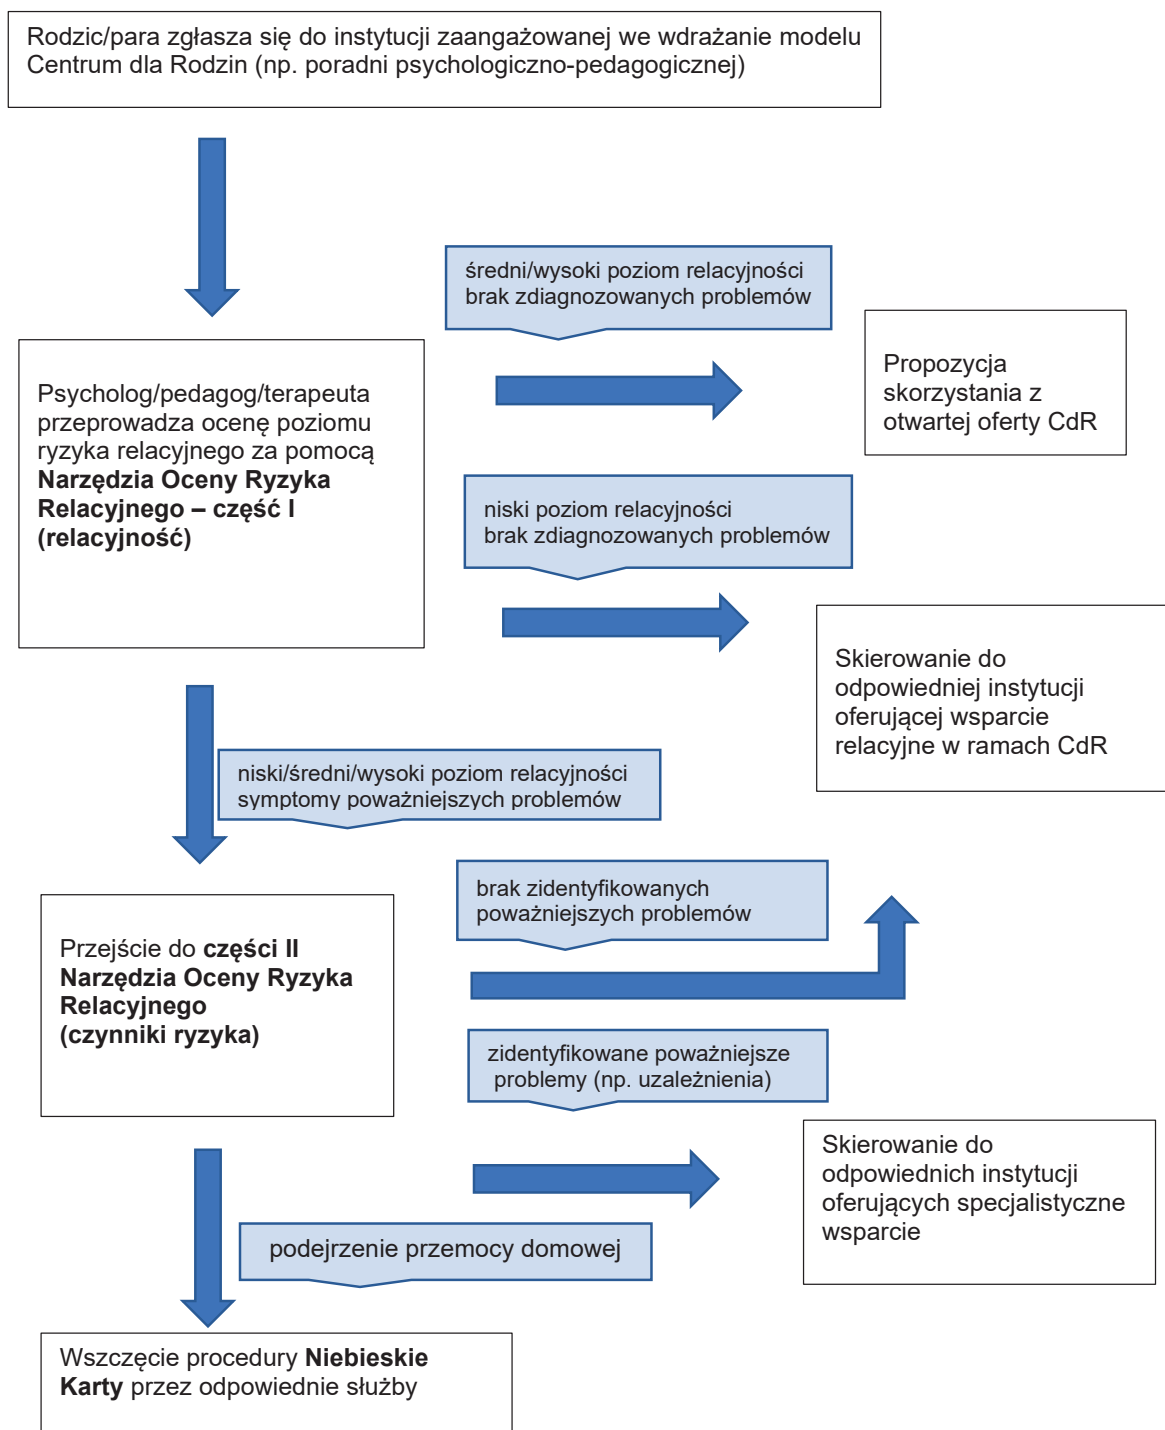 Rodzic/para zgłasza się do instytucji zaangażowanej we wdrażanie modelu
Centrum dla Rodzin (np. poradni psychologiczno-pedagogicznej)
średni/wysoki poziom relacyjności
brak zdiagnozowanych problemów
Propozycja
skorzystania z
otwartej oferty CdR
Psycholog/pedagog/terapeuta
przeprowadza ocenę poziomu
ryzyka relacyjnego za pomocą
Narzędzia Oceny Ryzyka
Relacyjnego – część I
(relacyjność)
niski poziom relacyjności
brak zdiagnozowanych problemów
Skierowanie do
odpowiedniej instytucji
oferującej wsparcie
relacyjne w ramach CdR
niski/średni/wysoki poziom relacyjności
symptomy poważniejszych problemów
brak zidentyfikowanych
poważniejszych problemów
Przejście do części II
Narzędzia Oceny Ryzyka
Relacyjnego
(czynniki ryzyka)
zidentyfikowane poważniejsze
problemy (np. uzależnienia)
Skierowanie do
odpowiednich instytucji
oferujących specjalistyczne
wsparcie
podejrzenie przemocy domowej
Wszczęcie procedury Niebieskie
Karty przez odpowiednie służby